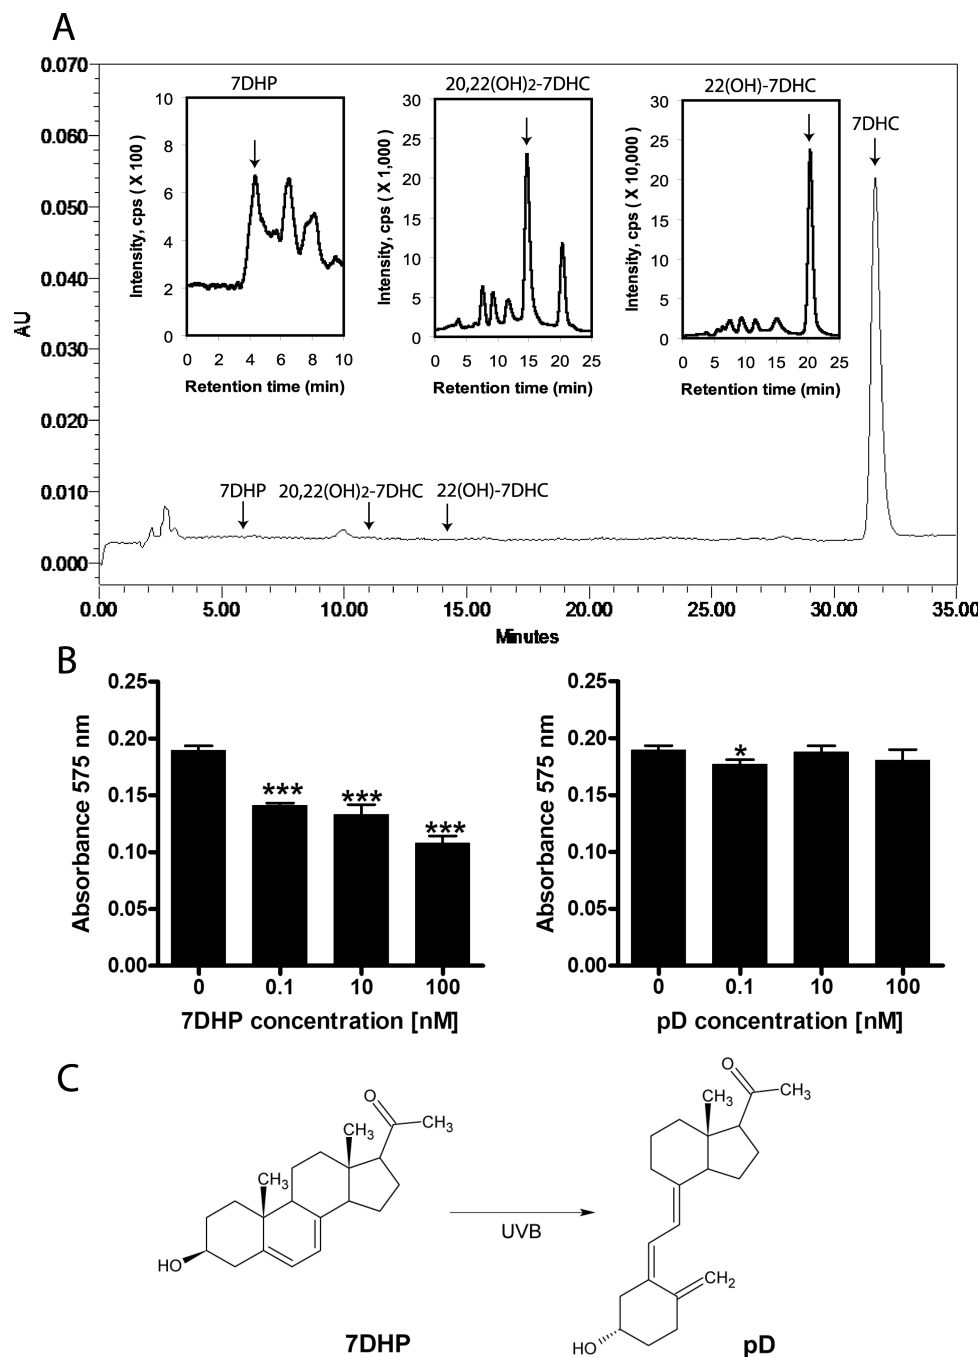 A
7DHP
20,22(OH)2-7DHC
22(OH)-7DHC
7DHC
0.070
0.060
0.050
0.040
0.030
0.020
0.010
0.000
AU
10
8
6
4
2
0
Intensity, cps ( X 100 )
0 2 4 6 8 10
Retention time (min)
30
25
20
15
10
5
0
Intensity, cps ( X 1,000 )
0 5 10 15 20 25
Retention time (min)
30
25
20
15
10
5
0
Intensity, cps ( X 10,000 )
0 5 10 15 20 25
Retention time (min)
7DHP 20,22(OH)2-7DHC 22(OH)-7DHC
0.00 5.00 10.00 15.00 20.00 25.00 30.00 35.00
Minutes
B
0.25
0.20
0.15
0.10
0.05
0.00
Absorbance 575 nm
***
***
***
0 0.1 10 100
7DHP concentration [nM]
0.25
0.20
0.15
0.10
0.05
0.00
Absorbance 575 nm
*
0 0.1 10 100
pD concentration [nM]
C
O
CH3
CH3
CH3
HO
7DHP
UVB
O
CH3
CH3
CH2
HO
pD